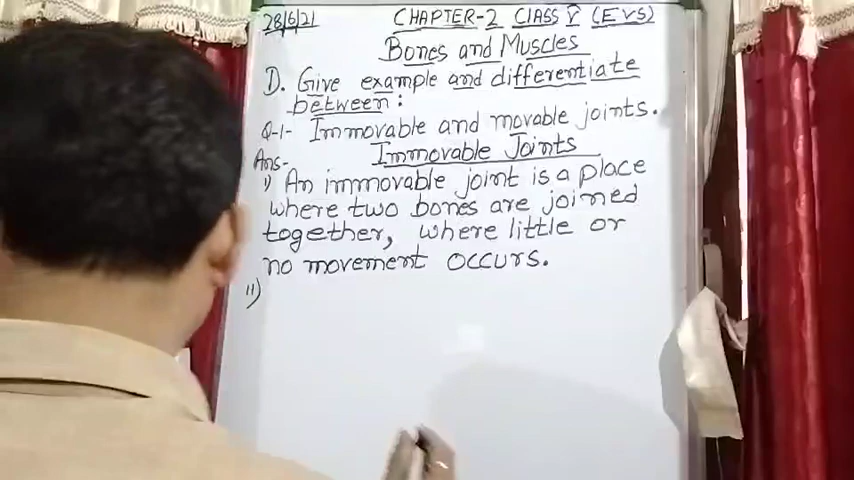 28/6/21 CHAPTER-2 CLASS V (EVS)
Bones and Muscles
D. Give example and differentiate
between :
Q-1- Immovable and movable joints.
Ans- Immovable Joints
i) An immovable joint is a place
where two bones are joined
together, where little or
no movement occurs.
ii)